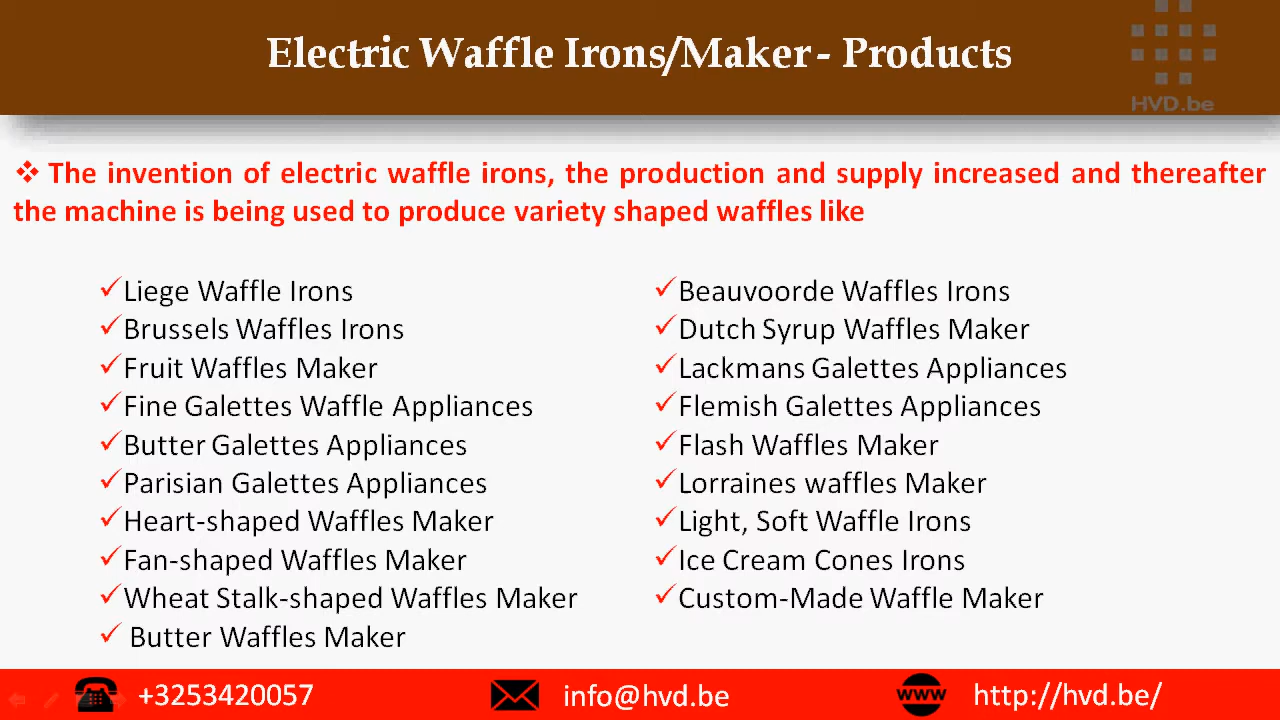 Electric Waffle Irons/Maker - Products
HVD.be
❖ The invention of electric waffle irons, the production and supply increased and thereafter
the machine is being used to produce variety shaped waffles like
✓Liege Waffle Irons
✓Brussels Waffles Irons
✓Fruit Waffles Maker
✓Fine Galettes Waffle Appliances
✓Butter Galettes Appliances
✓Parisian Galettes Appliances
✓Heart-shaped Waffles Maker
✓Fan-shaped Waffles Maker
✓Wheat Stalk-shaped Waffles Maker
✓ Butter Waffles Maker
✓Beauvoorde Waffles Irons
✓Dutch Syrup Waffles Maker
✓Lackmans Galettes Appliances
✓Flemish Galettes Appliances
✓Flash Waffles Maker
✓Lorraines waffles Maker
✓Light, Soft Waffle Irons
✓Ice Cream Cones Irons
✓Custom-Made Waffle Maker
+3253420057
info@hvd.be
www
http://hvd.be/